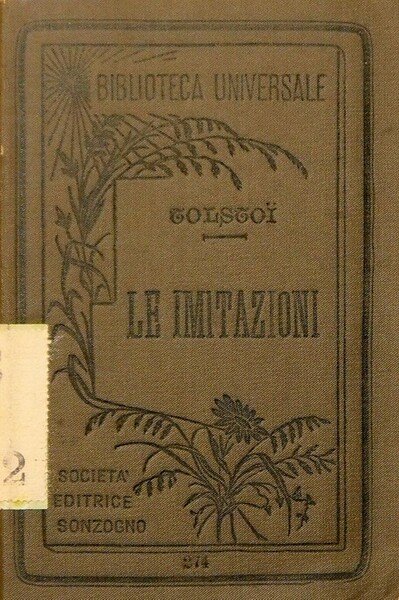 BIBLIOTECA UNIVERSALE
TOLSTOÏ
LE IMITAZIONI
2
SOCIETA'
EDITRICE
SONZOGNO
274